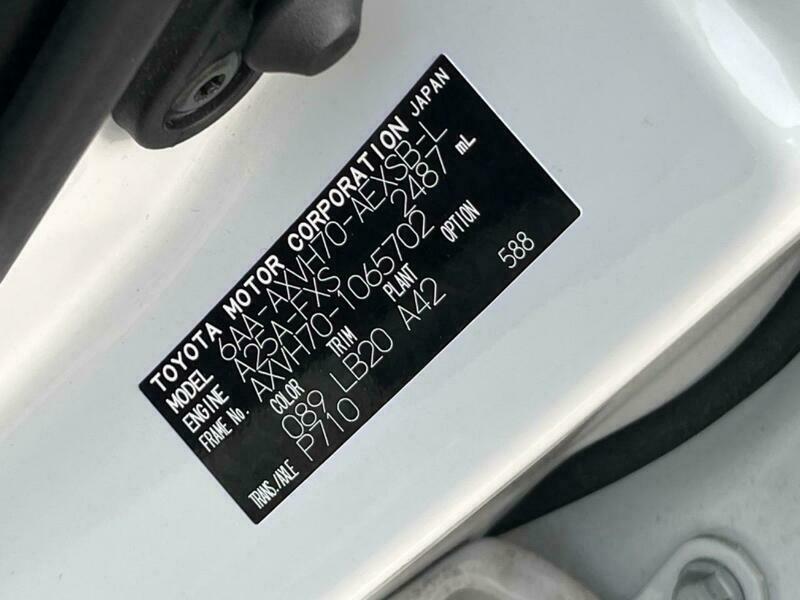 TOYOTA MOTOR CORPORATION JAPAN
MODEL 6AA-AXVH70-AEXSB-L
ENGINE A25A-FXS 2487 mL
FRAME No. AXVH70-1065702
COLOR TRIM PLANT OPTION
089 LB20 A42 588
TRANS./AXLE P710